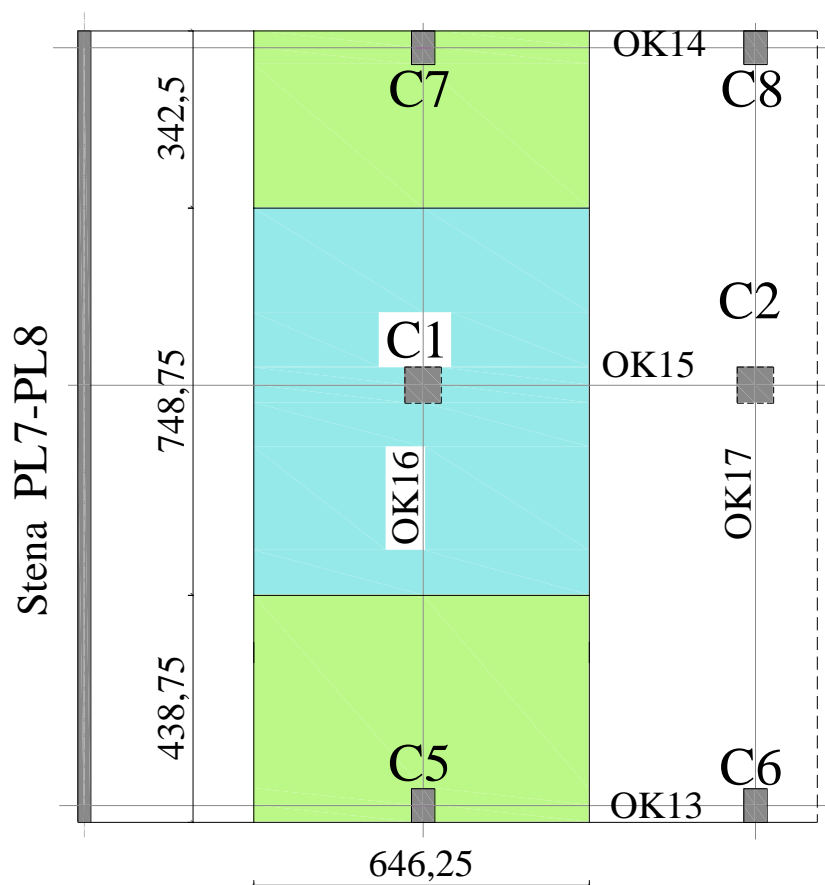 OK14
C7
C8
342,5
C2
C1
OK15
748,75
Stena PL7-PL8
OK16
OK17
438,75
C5
C6
OK13
646,25